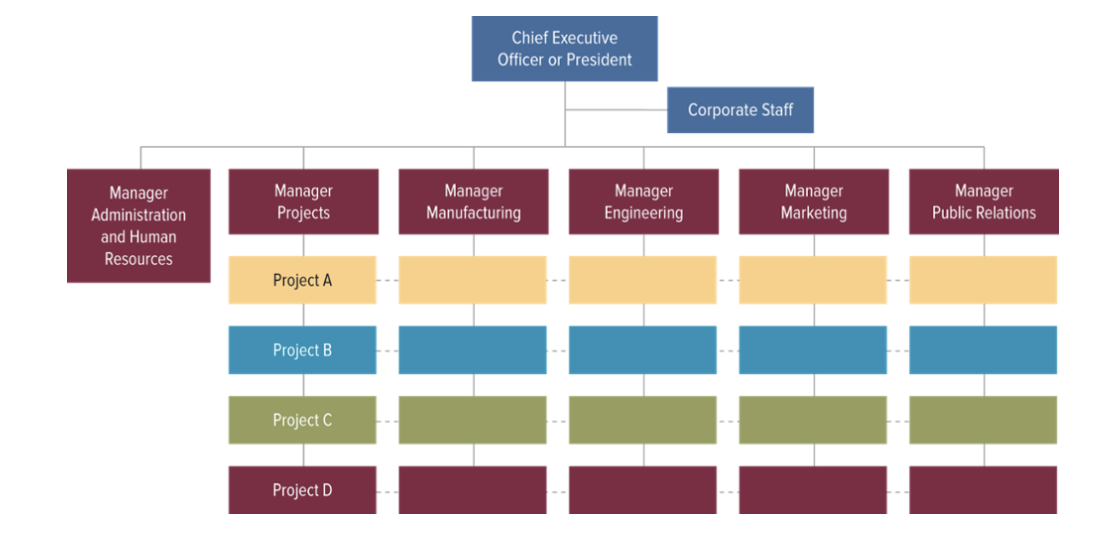 Chief Executive
Officer or President
Corporate Staff
Manager
Administration
and Human
Resources
Manager
Projects
Manager
Manufacturing
Manager
Engineering
Manager
Marketing
Manager
Public Relations
Project A
Project B
Project C
Project D